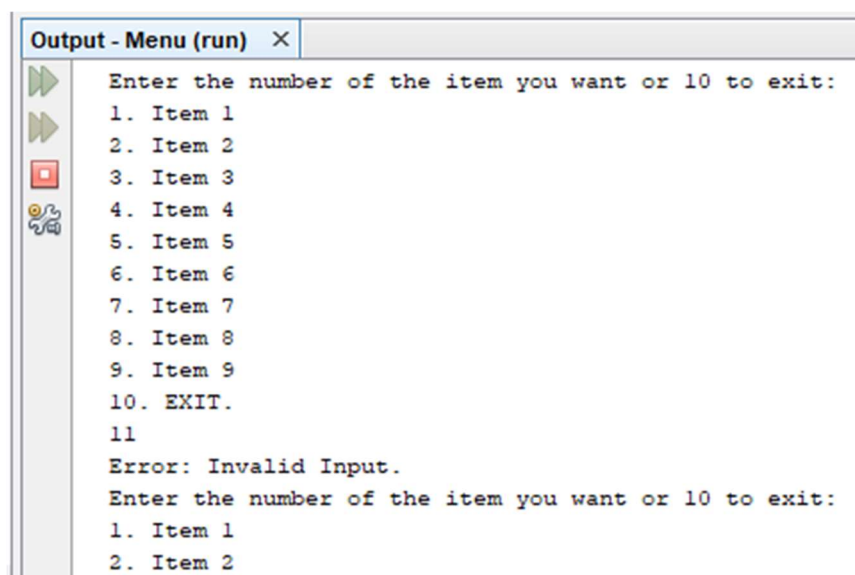 Output - Menu (run)
Enter the number of the item you want or 10 to exit:
1. Item 1
2. Item 2
3. Item 3
4. Item 4
5. Item 5
6. Item 6
7. Item 7
8. Item 8
9. Item 9
10. EXIT.
11
Error: Invalid Input.
Enter the number of the item you want or 10 to exit:
1. Item 1
2. Item 2